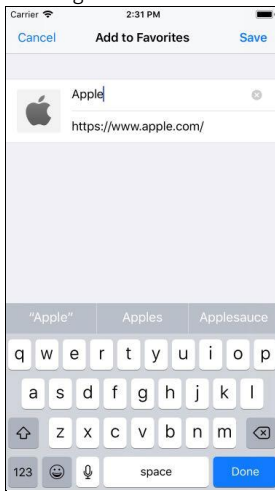 Carrier 2:31 PM
Cancel Add to Favorites Save
Apple
https://www.apple.com/
"Apple" Apples Applesauce
q w e r t y u i o p
a s d f g h j k l
z x c v b n m
123 space Done